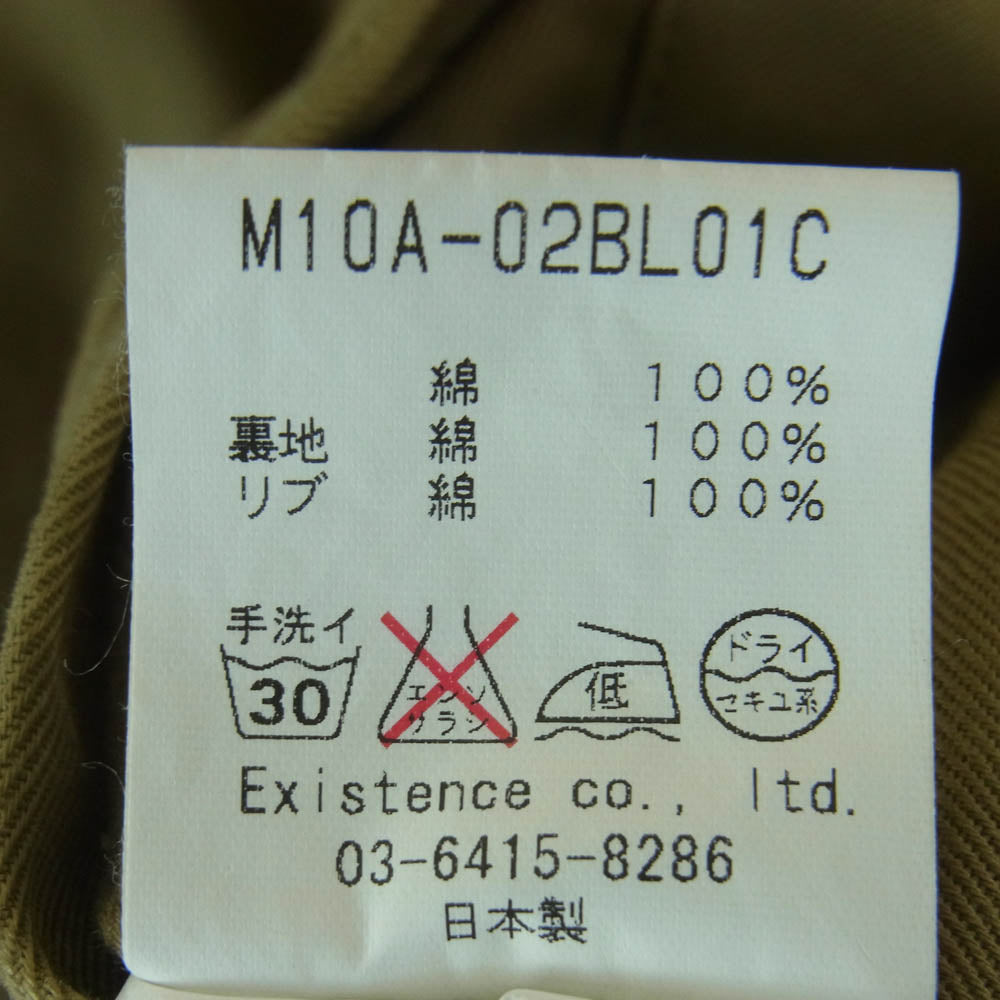 M10A-02BL01C
綿 100%
裏地 綿 100%
リブ 綿 100%
手洗イ
30
エンソ
サラシ
低
ドライ
セキユ系
Existence co., ltd.
03-6415-8286
日本製